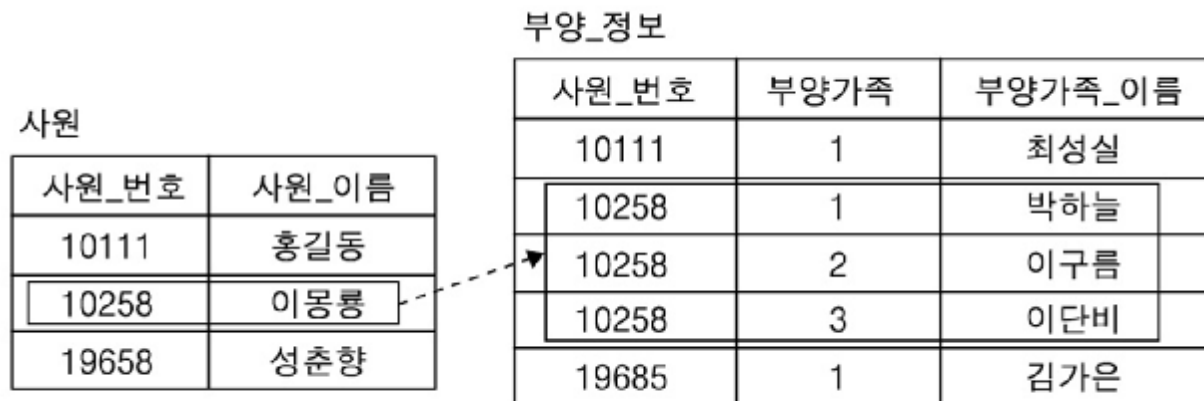 사원
사원_번호 사원_이름
10111 홍길동
10258 이몽룡
19658 성춘향
부양_정보
사원_번호 부양가족 부양가족_이름
10111 1 최성실
10258 1 박하늘
10258 2 이구름
10258 3 이단비
19685 1 김가은